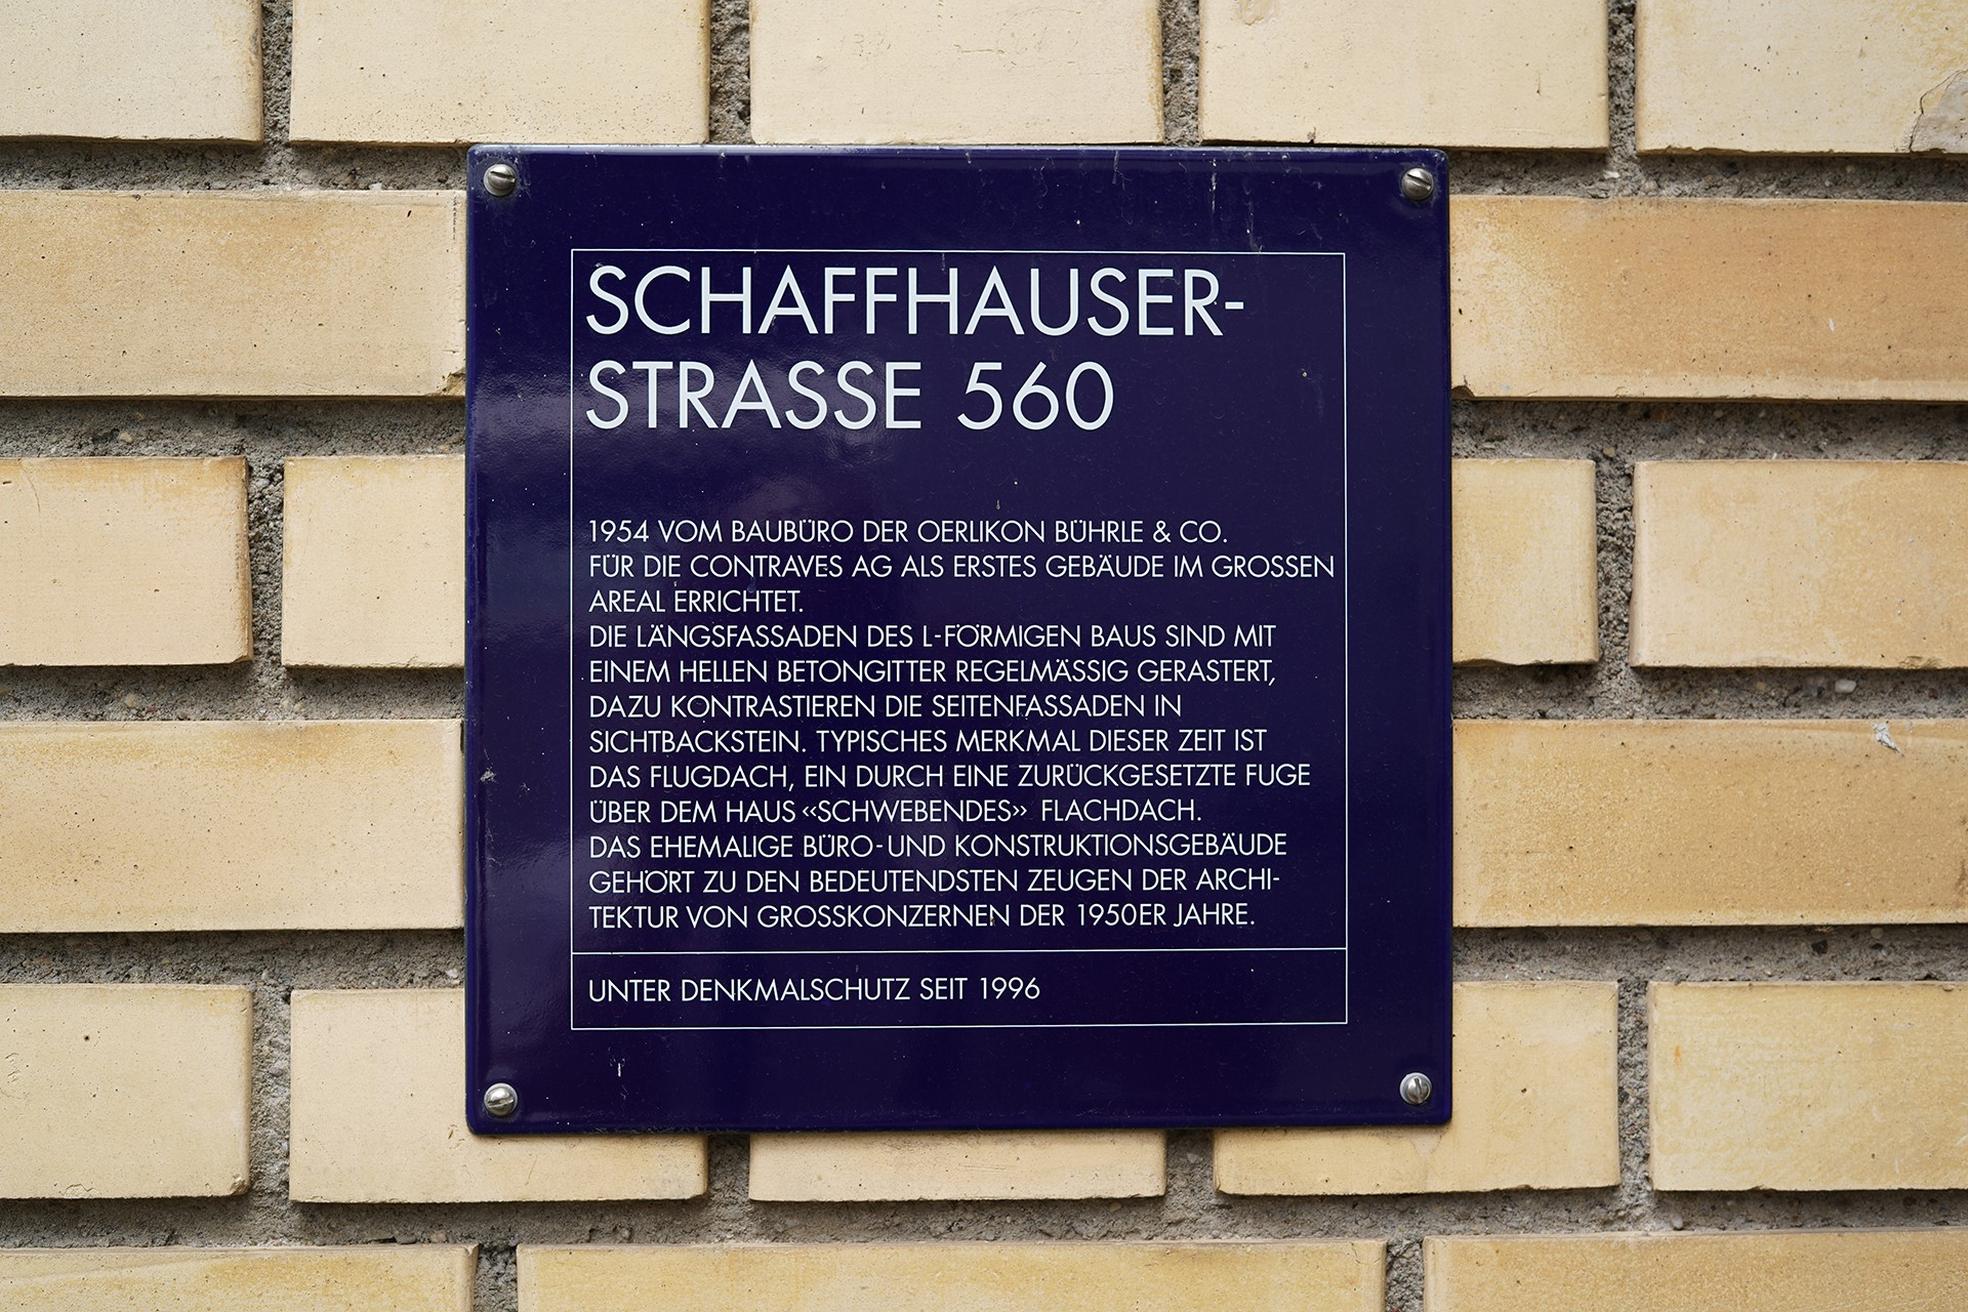 SCHAFFHAUSER-
STRASSE 560
1954 VOM BAUBÜRO DER OERLIKON BÜHRLE & CO.
FÜR DIE CONTRAVES AG ALS ERSTES GEBÄUDE IM GROSSEN
AREAL ERRICHTET.
DIE LÄNGSFASSADEN DES L-FÖRMIGEN BAUS SIND MIT
EINEM HELLEN BETONGITTER REGELMÄSSIG GERASTERT,
DAZU KONTRASTIEREN DIE SEITENFASSADEN IN
SICHTBACKSTEIN. TYPISCHES MERKMAL DIESER ZEIT IST
DAS FLUGDACH, EIN DURCH EINE ZURÜCKGESETZTE FUGE
ÜBER DEM HAUS «SCHWEBENDES» FLACHDACH.
DAS EHEMALIGE BÜRO-UND KONSTRUKTIONSGEBÄUDE
GEHÖRT ZU DEN BEDEUTENDSTEN ZEUGEN DER ARCHI-
TEKTUR VON GROSSKONZERNEN DER 1950ER JAHRE.
UNTER DENKMALSCHUTZ SEIT 1996